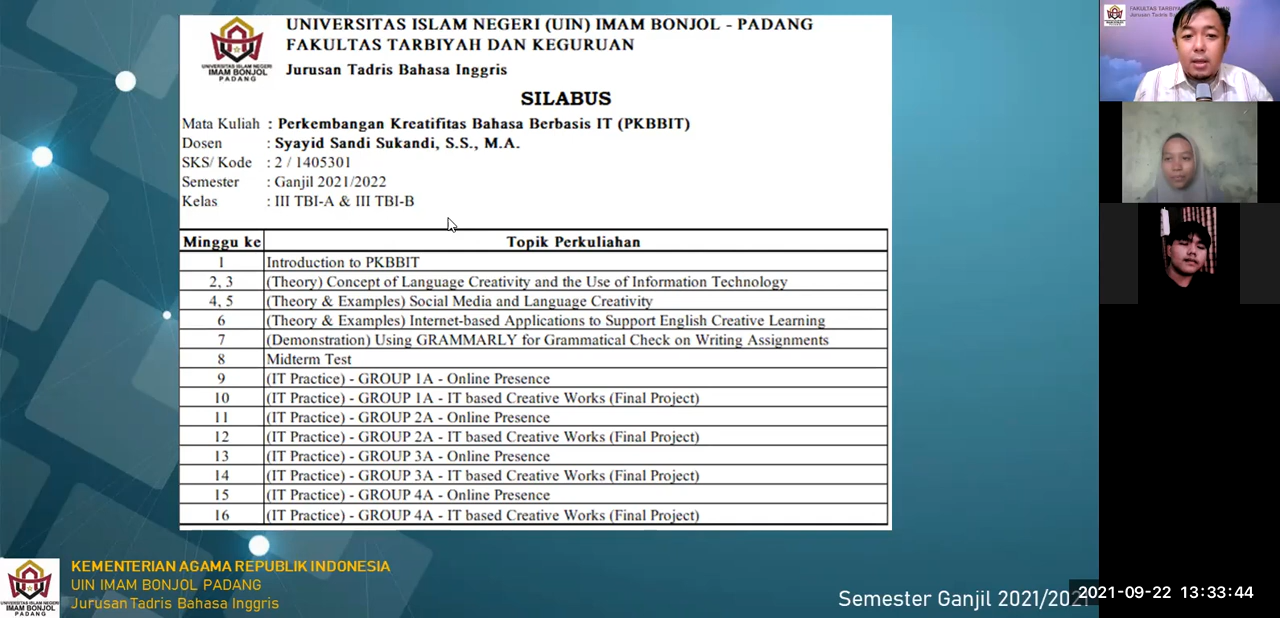 UNIVERSITAS ISLAM NEGERI (UIN) IMAM BONJOL - PADANG
FAKULTAS TARBIYAH DAN KEGURUAN
Jurusan Tadris Bahasa Inggris
UNIVERSITAS ISLAM NEGERI
IMAM BONJOL
PADANG
SILABUS
Mata Kuliah : Perkembangan Kreatifitas Bahasa Berbasis IT (PKBBIT)
Dosen : Syayid Sandi Sukandi, S.S., M.A.
SKS/ Kode : 2 / 1405301
Semester : Ganjil 2021/2022
Kelas : III TBI-A & III TBI-B
Minggu ke Topik Perkuliahan
1 Introduction to PKBBIT
2, 3 (Theory) Concept of Language Creativity and the Use of Information Technology
4, 5 (Theory & Examples) Social Media and Language Creativity
6 (Theory & Examples) Internet-based Applications to Support English Creative Learning
7 (Demonstration) Using GRAMMARLY for Grammatical Check on Writing Assignments
8 Midterm Test
9 (IT Practice) - GROUP 1A - Online Presence
10 (IT Practice) - GROUP 1A - IT based Creative Works (Final Project)
11 (IT Practice) - GROUP 2A - Online Presence
12 (IT Practice) - GROUP 2A - IT based Creative Works (Final Project)
13 (IT Practice) - GROUP 3A - Online Presence
14 (IT Practice) - GROUP 3A - IT based Creative Works (Final Project)
15 (IT Practice) - GROUP 4A - Online Presence
16 (IT Practice) - GROUP 4A - IT based Creative Works (Final Project)
UNIVERSITAS ISLAM NEGERI
IMAM BONJOL
PADANG
KEMENTERIAN AGAMA REPUBLIK INDONESIA
UIN IMAM BONJOL PADANG
Jurusan Tadris Bahasa Inggris
Semester Ganjil 2021/202
2021-09-22 13:33:44